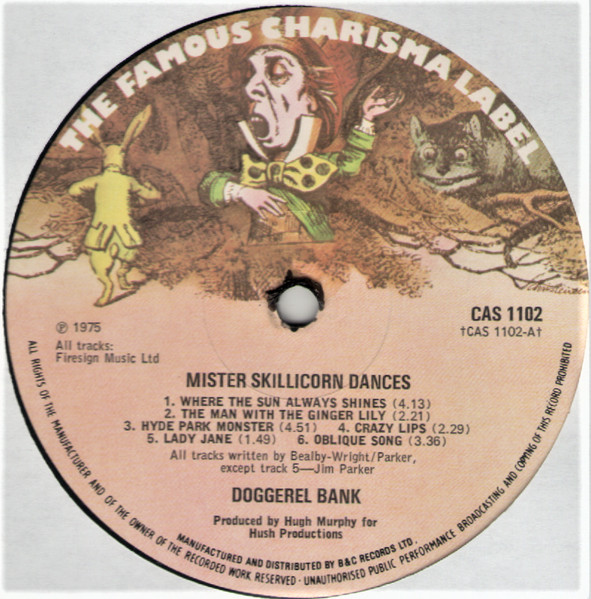 THE FAMOUS CHARISMA LABEL
℗ 1975
All tracks:
Firesign Music Ltd
CAS 1102
†CAS 1102-A†
MISTER SKILLICORN DANCES
1. WHERE THE SUN ALWAYS SHINES (4.13)
2. THE MAN WITH THE GINGER LILY (2.21)
3. HYDE PARK MONSTER (4.51) 4. CRAZY LIPS (2.29)
5. LADY JANE (1.49) 6. OBLIQUE SONG (3.36)
All tracks written by Bealby-Wright/Parker,
except track 5—Jim Parker
DOGGEREL BANK
Produced by Hugh Murphy for
Hush Productions
MANUFACTURED AND DISTRIBUTED BY B&C RECORDS LTD.
ALL RIGHTS OF THE MANUFACTURER AND OF THE OWNER OF THE RECORDED WORK RESERVED · UNAUTHORISED PUBLIC PERFORMANCE BROADCASTING AND COPYING OF THIS RECORD PROHIBITED